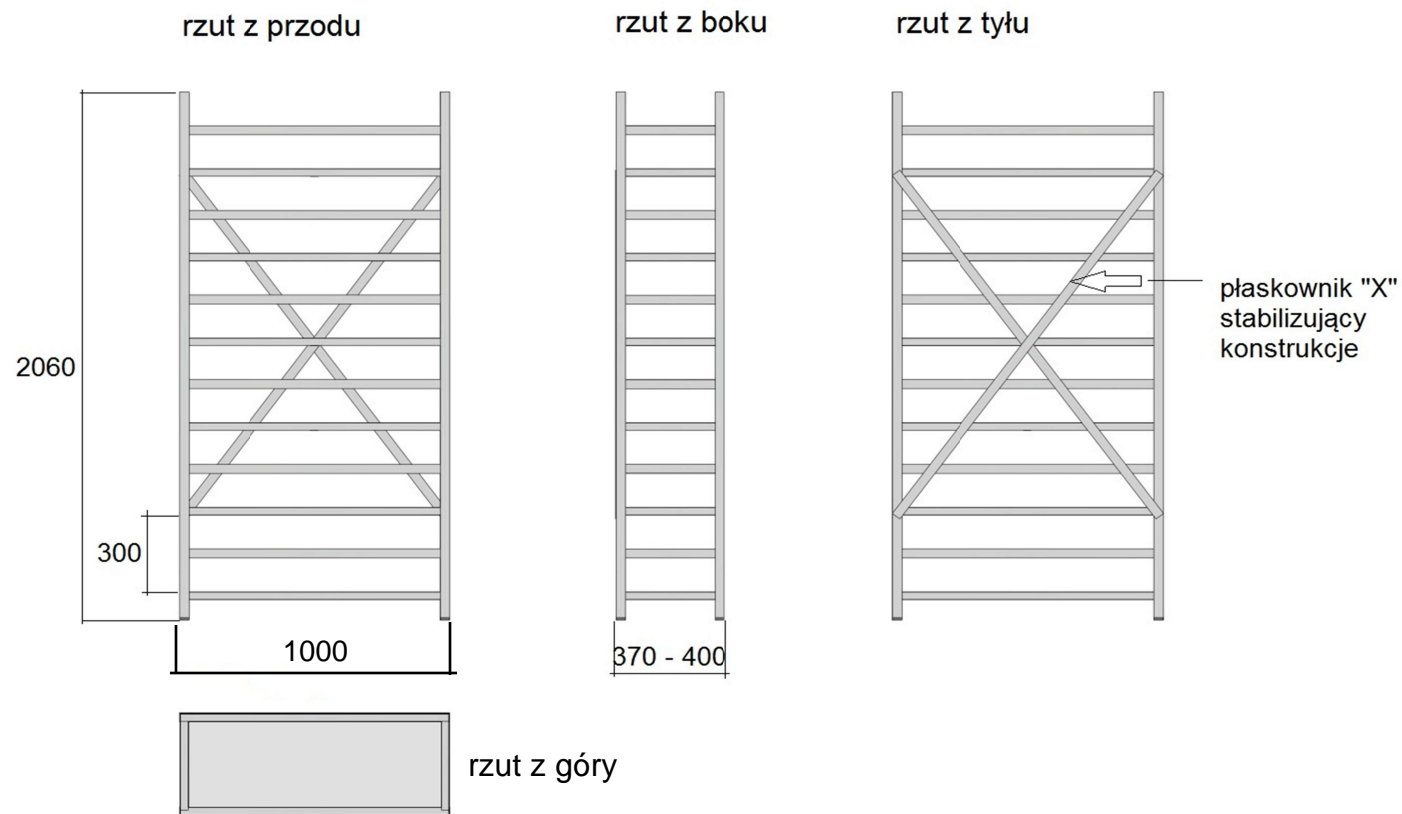 rzut z przodu
rzut z boku
rzut z tyłu
płaskownik "X"
stabilizujący
konstrukcje
2060
300
1000
370 - 400
rzut z góry